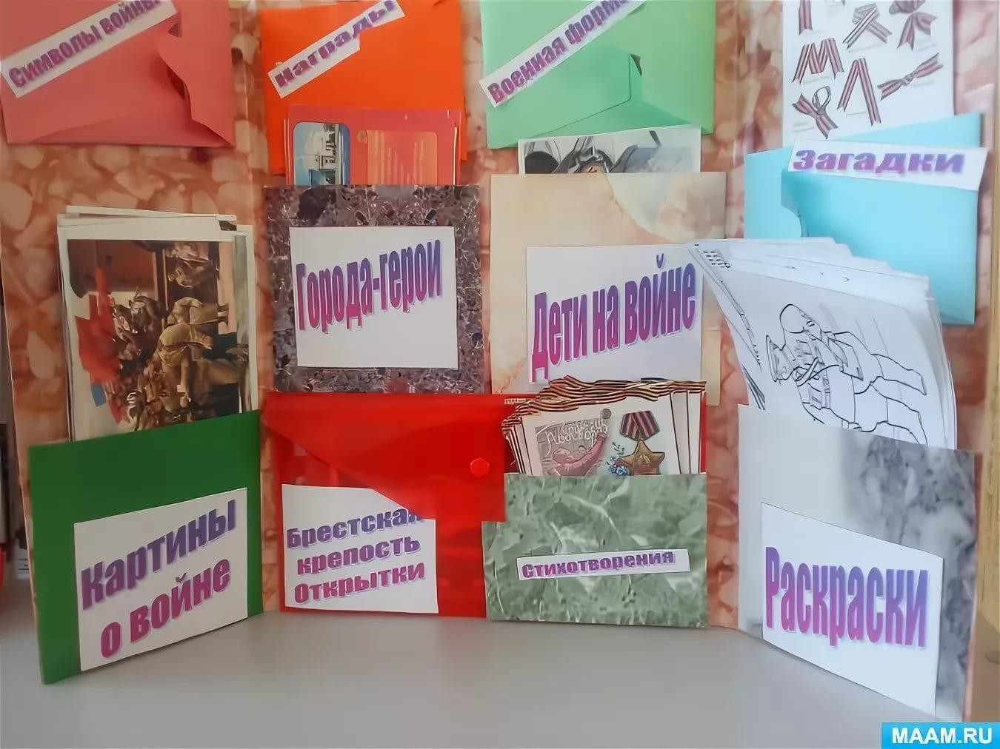 Символы войны
Награды
Военная форма
Загадки
Города-герои
Дети на войне
Картины
о войне
Брестская
крепость
Открытки
Стихотворения
Раскраски
MAAM.RU